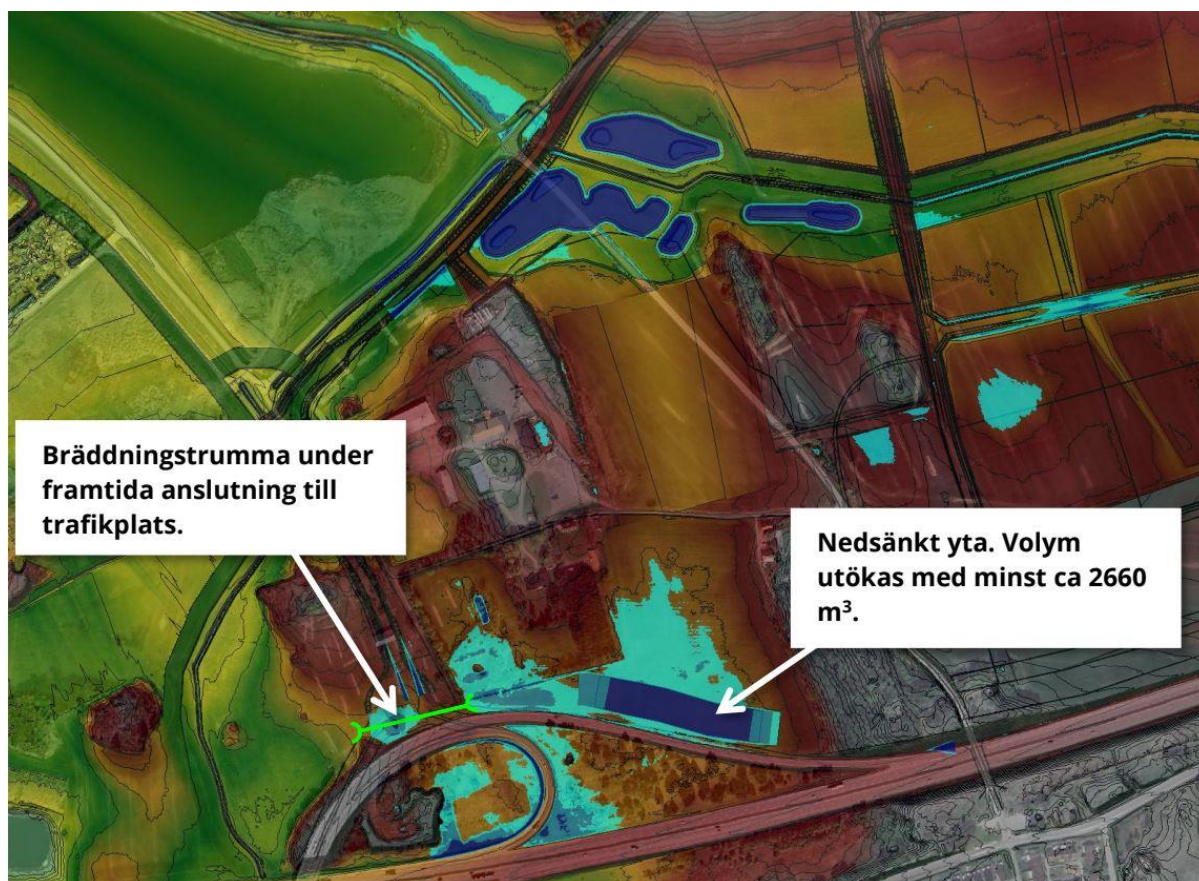 Bräddningstrumma under
framtida anslutning till
trafikplats.
Nedsänkt yta. Volym
utökas med minst ca 2660
m³.